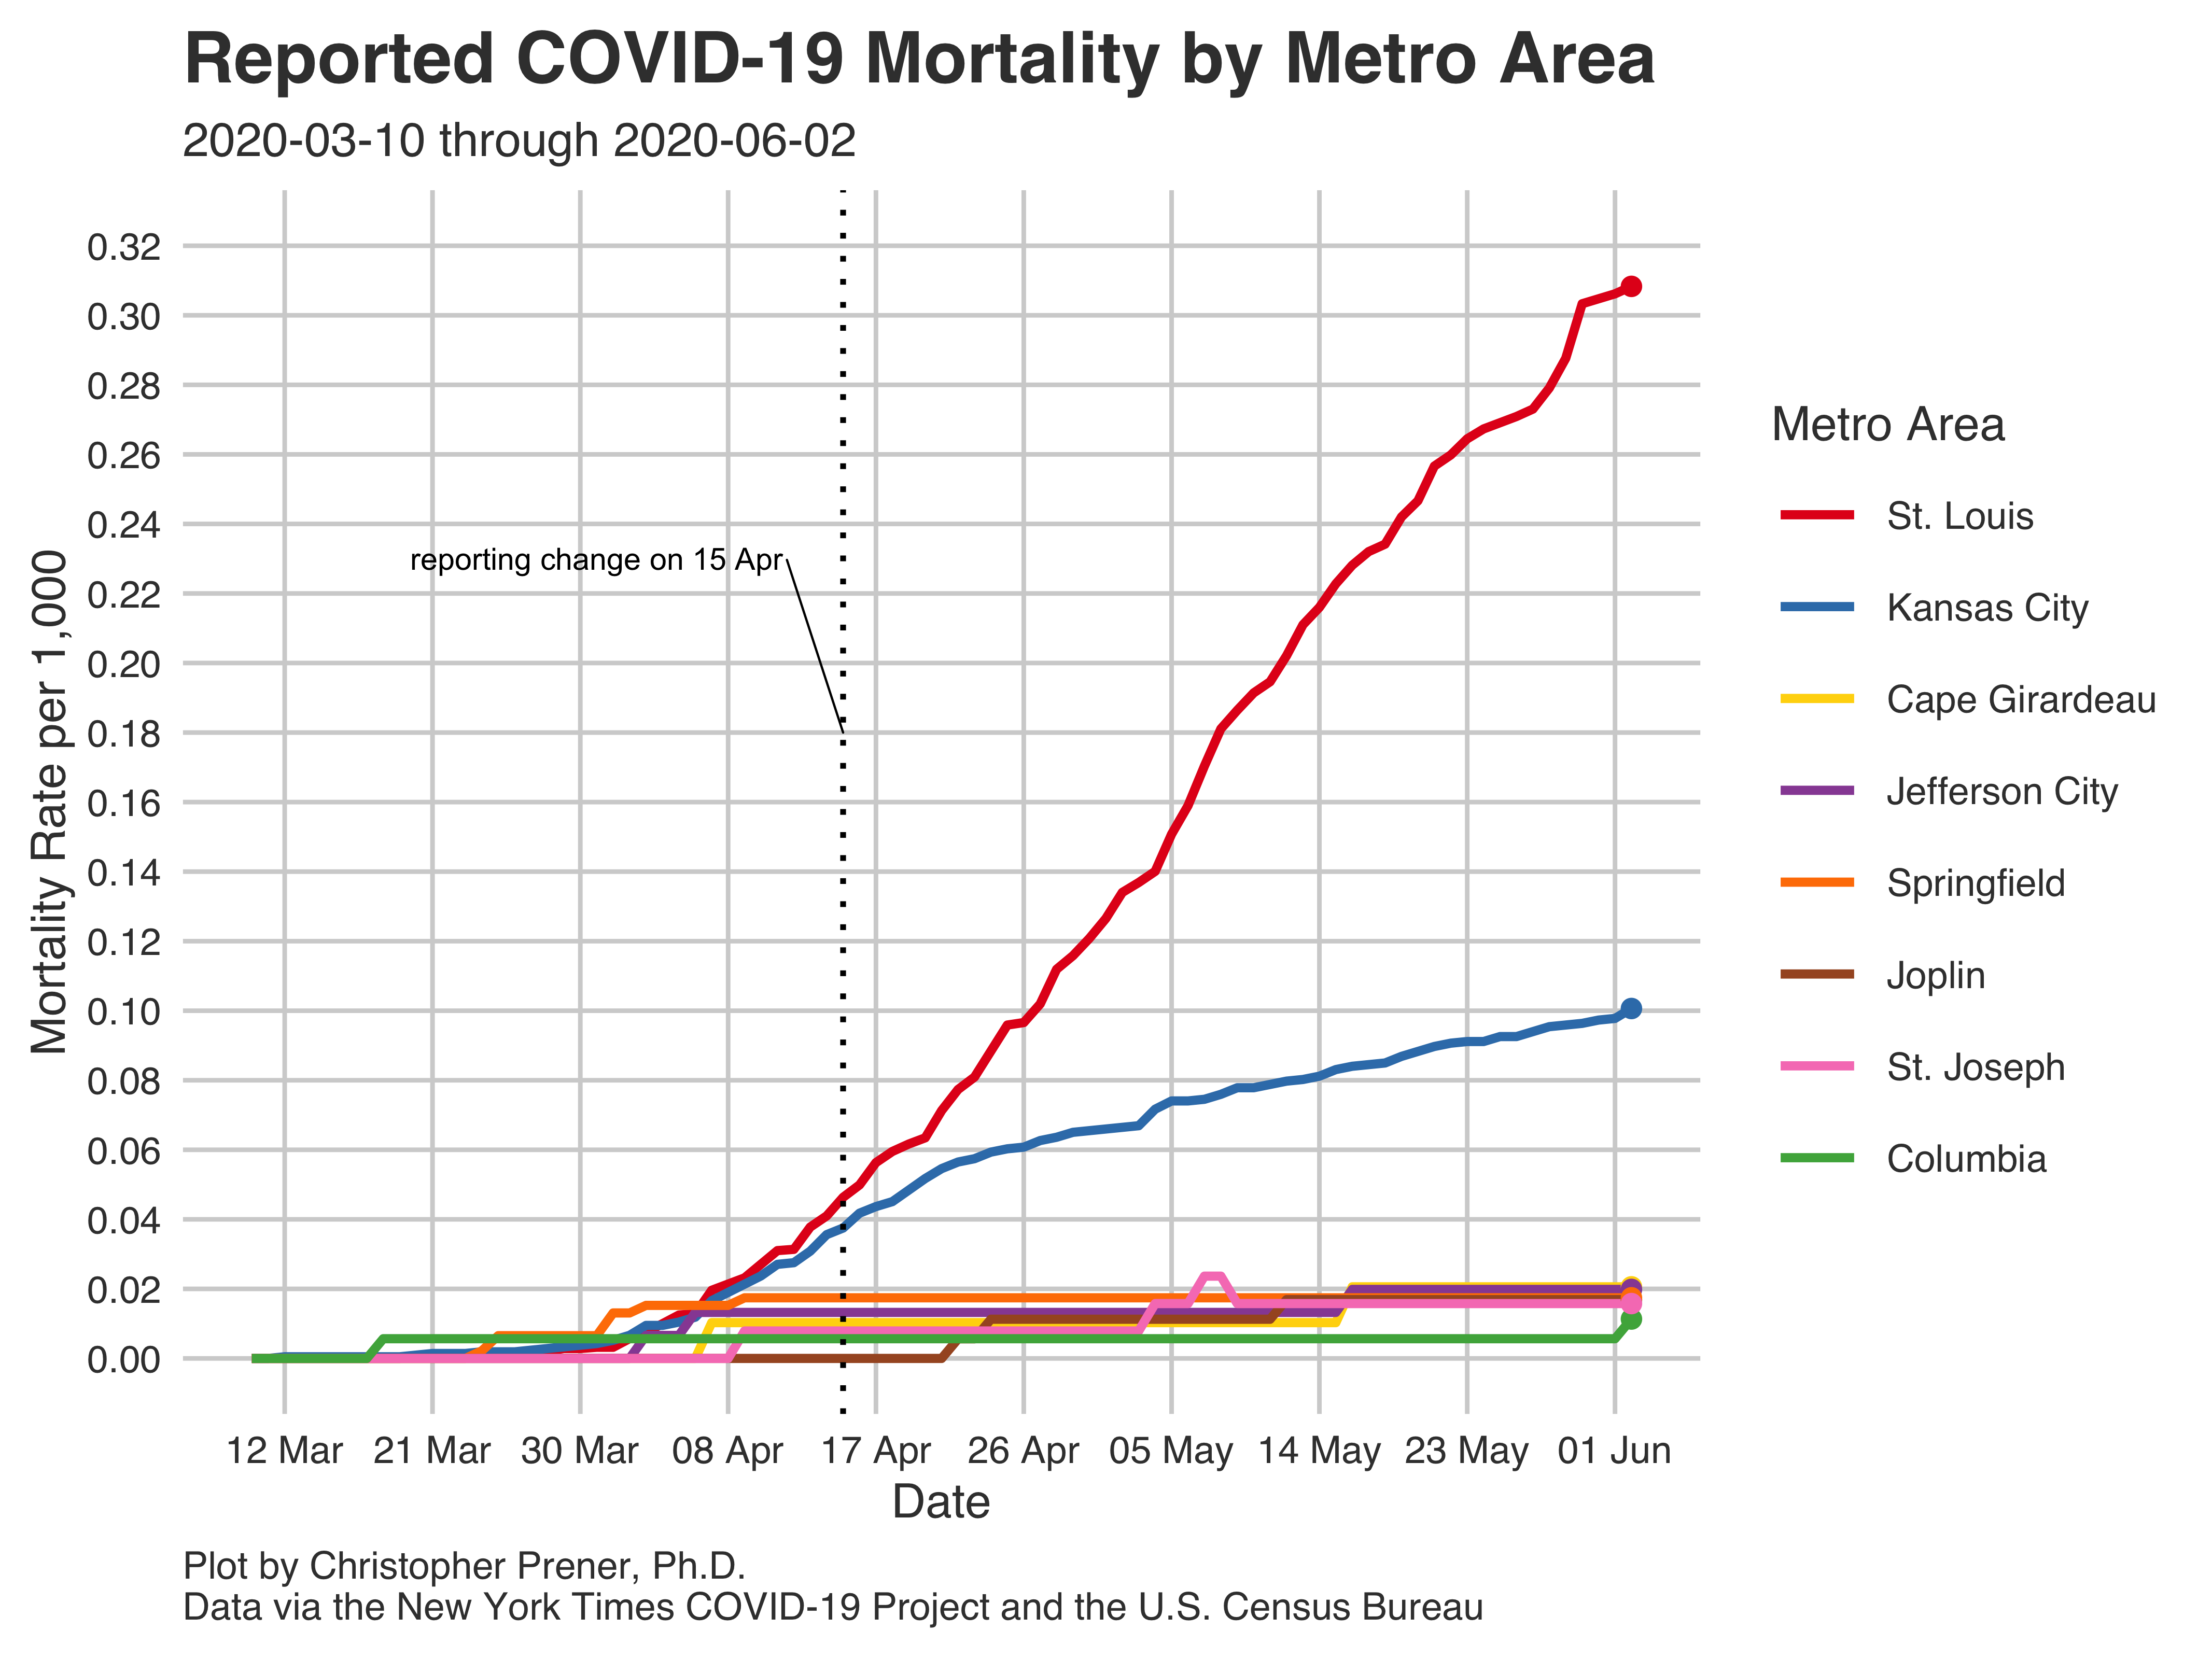 Reported COVID-19 Mortality by Metro Area
2020-03-10 through 2020-06-02
Mortality Rate per 1,000
0.32
0.30
0.28
0.26
0.24
0.22
0.20
0.18
0.16
0.14
0.12
0.10
0.08
0.06
0.04
0.02
0.00
reporting change on 15 Apr
12 Mar 21 Mar 30 Mar 08 Apr 17 Apr 26 Apr 05 May 14 May 23 May 01 Jun
Date
Metro Area
St. Louis
Kansas City
Cape Girardeau
Jefferson City
Springfield
Joplin
St. Joseph
Columbia
Plot by Christopher Prener, Ph.D.
Data via the New York Times COVID-19 Project and the U.S. Census Bureau